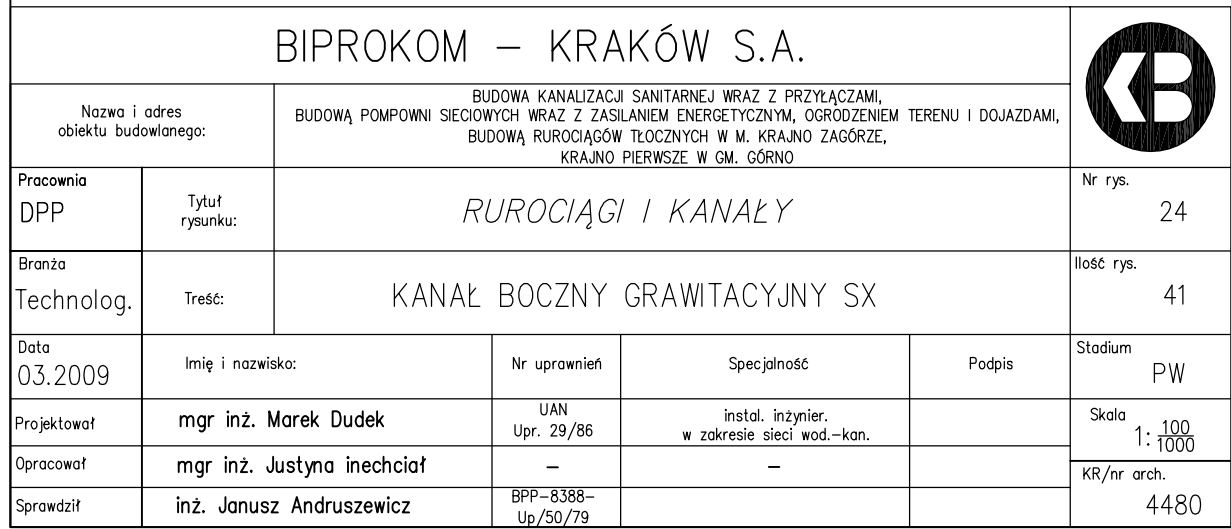 BIPROKOM – KRAKÓW S.A.
KB
Nazwa i adres
obiektu budowlanego:
BUDOWA KANALIZACJI SANITARNEJ WRAZ Z PRZYŁĄCZAMI,
BUDOWĄ POMPOWNI SIECIOWYCH WRAZ Z ZASILANIEM ENERGETYCZNYM, OGRODZENIEM TERENU I DOJAZDAMI,
BUDOWĄ RUROCIĄGÓW TŁOCZNYCH W M. KRAJNO ZAGÓRZE,
KRAJNO PIERWSZE W GM. GÓRNO
Pracownia
DPP
Tytuł
rysunku:
RUROCIĄGI I KANAŁY
Nr rys.
24
Branża
Technolog.
Treść:
KANAŁ BOCZNY GRAWITACYJNY SX
Ilość rys.
41
Data
03.2009
Imię i nazwisko:
Nr uprawnień
Specjalność
Podpis
Stadium
PW
Projektował
mgr inż. Marek Dudek
UAN
Upr. 29/86
instal. inżynier.
w zakresie sieci wod.–kan.
Skala
1: 100
1000
Opracował
mgr inż. Justyna inechciał
–
–
KR/nr arch.
4480
Sprawdził
inż. Janusz Andruszewicz
BPP–8388–
Up/50/79